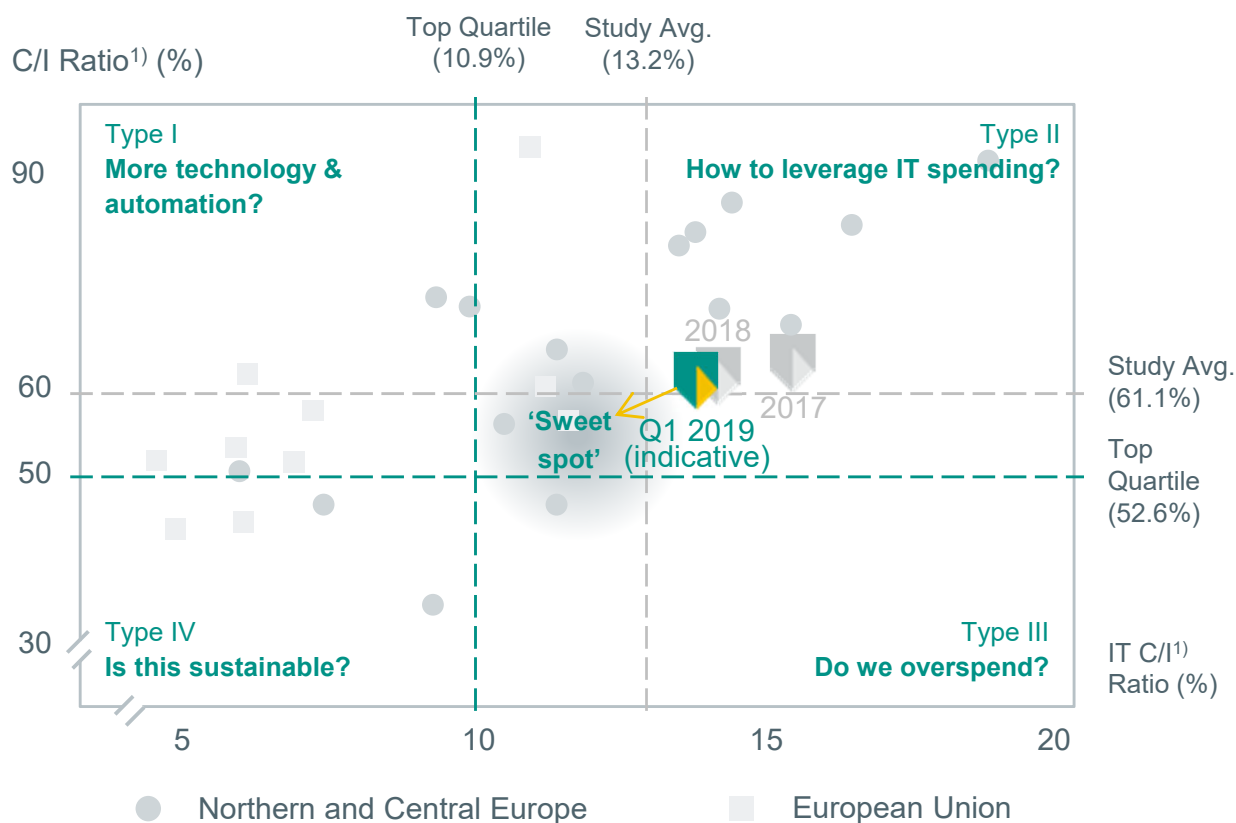 Top Quartile
(10.9%)
Study Avg.
(13.2%)
C/I Ratio1) (%)
Type I
More technology &
automation?
Type II
How to leverage IT spending?
90
2018
2017
60
Study Avg.
(61.1%)
‘Sweet
spot’
Q1 2019
(indicative)
50
Top
Quartile
(52.6%)
30
Type IV
Is this sustainable?
Type III
Do we overspend?
IT C/I1)
Ratio (%)
5
10
15
20
Northern and Central Europe
European Union